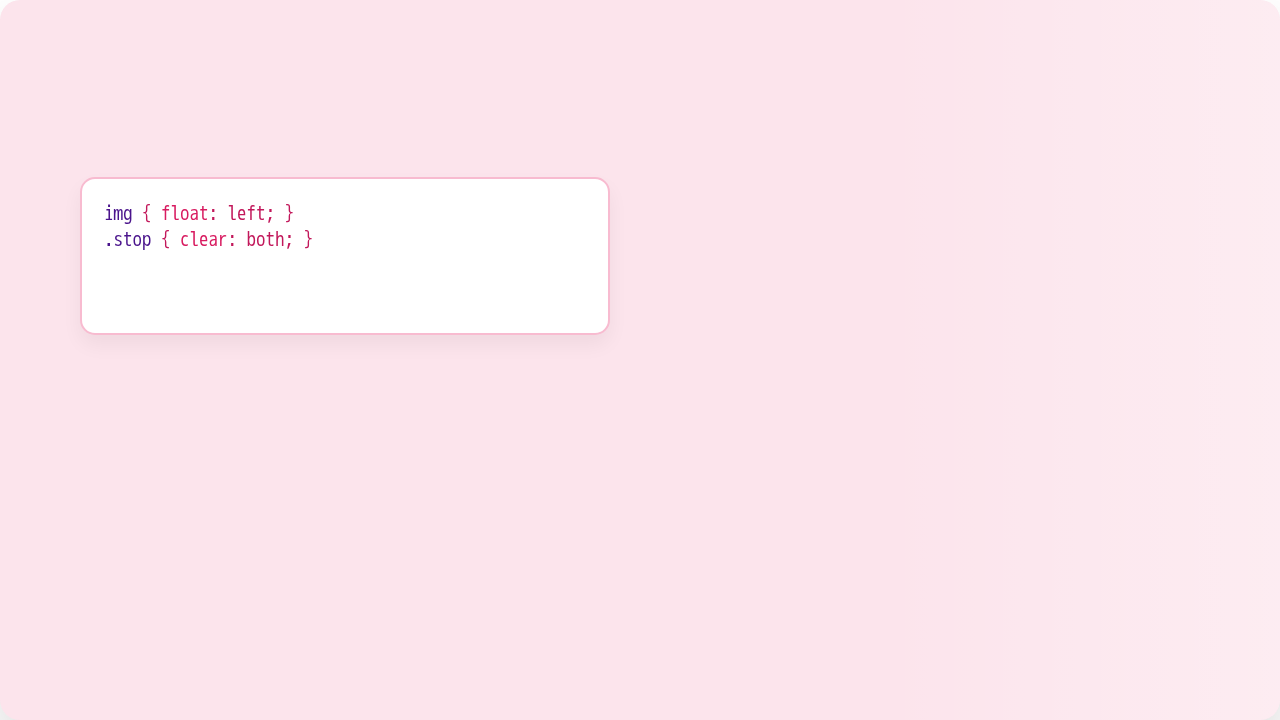 img { float: left; }
.stop { clear: both; }